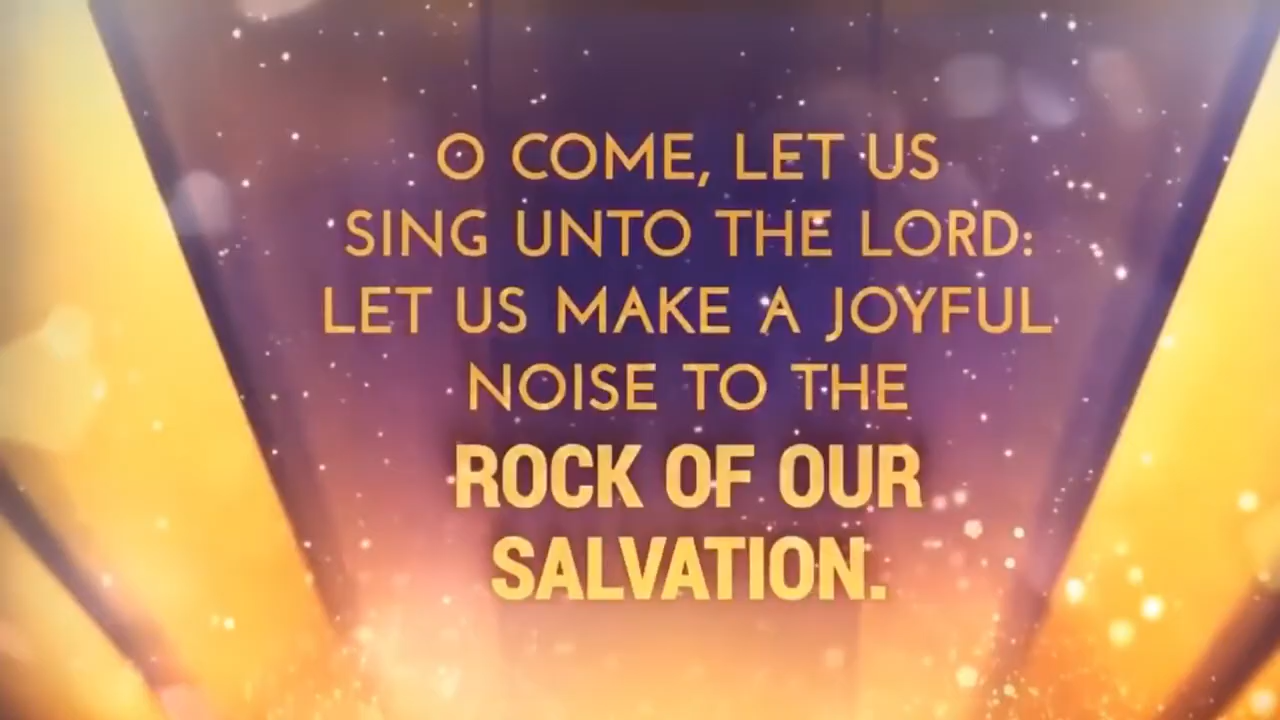 O COME, LET US
SING UNTO THE LORD:
LET US MAKE A JOYFUL
NOISE TO THE
ROCK OF OUR
SALVATION.